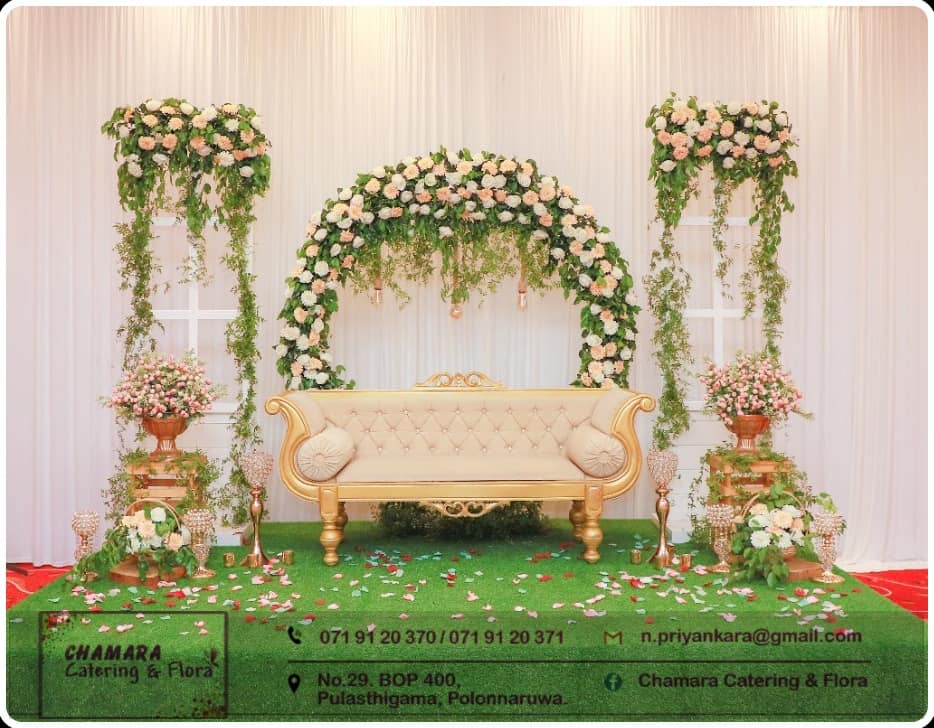 CHAMARA
Catering & Flora
071 91 20 370 / 071 91 20 371
n.priyankara@gmail.com
No.29. BOP 400,
Pulasthigama, Polonnaruwa.
Chamara Catering & Flora